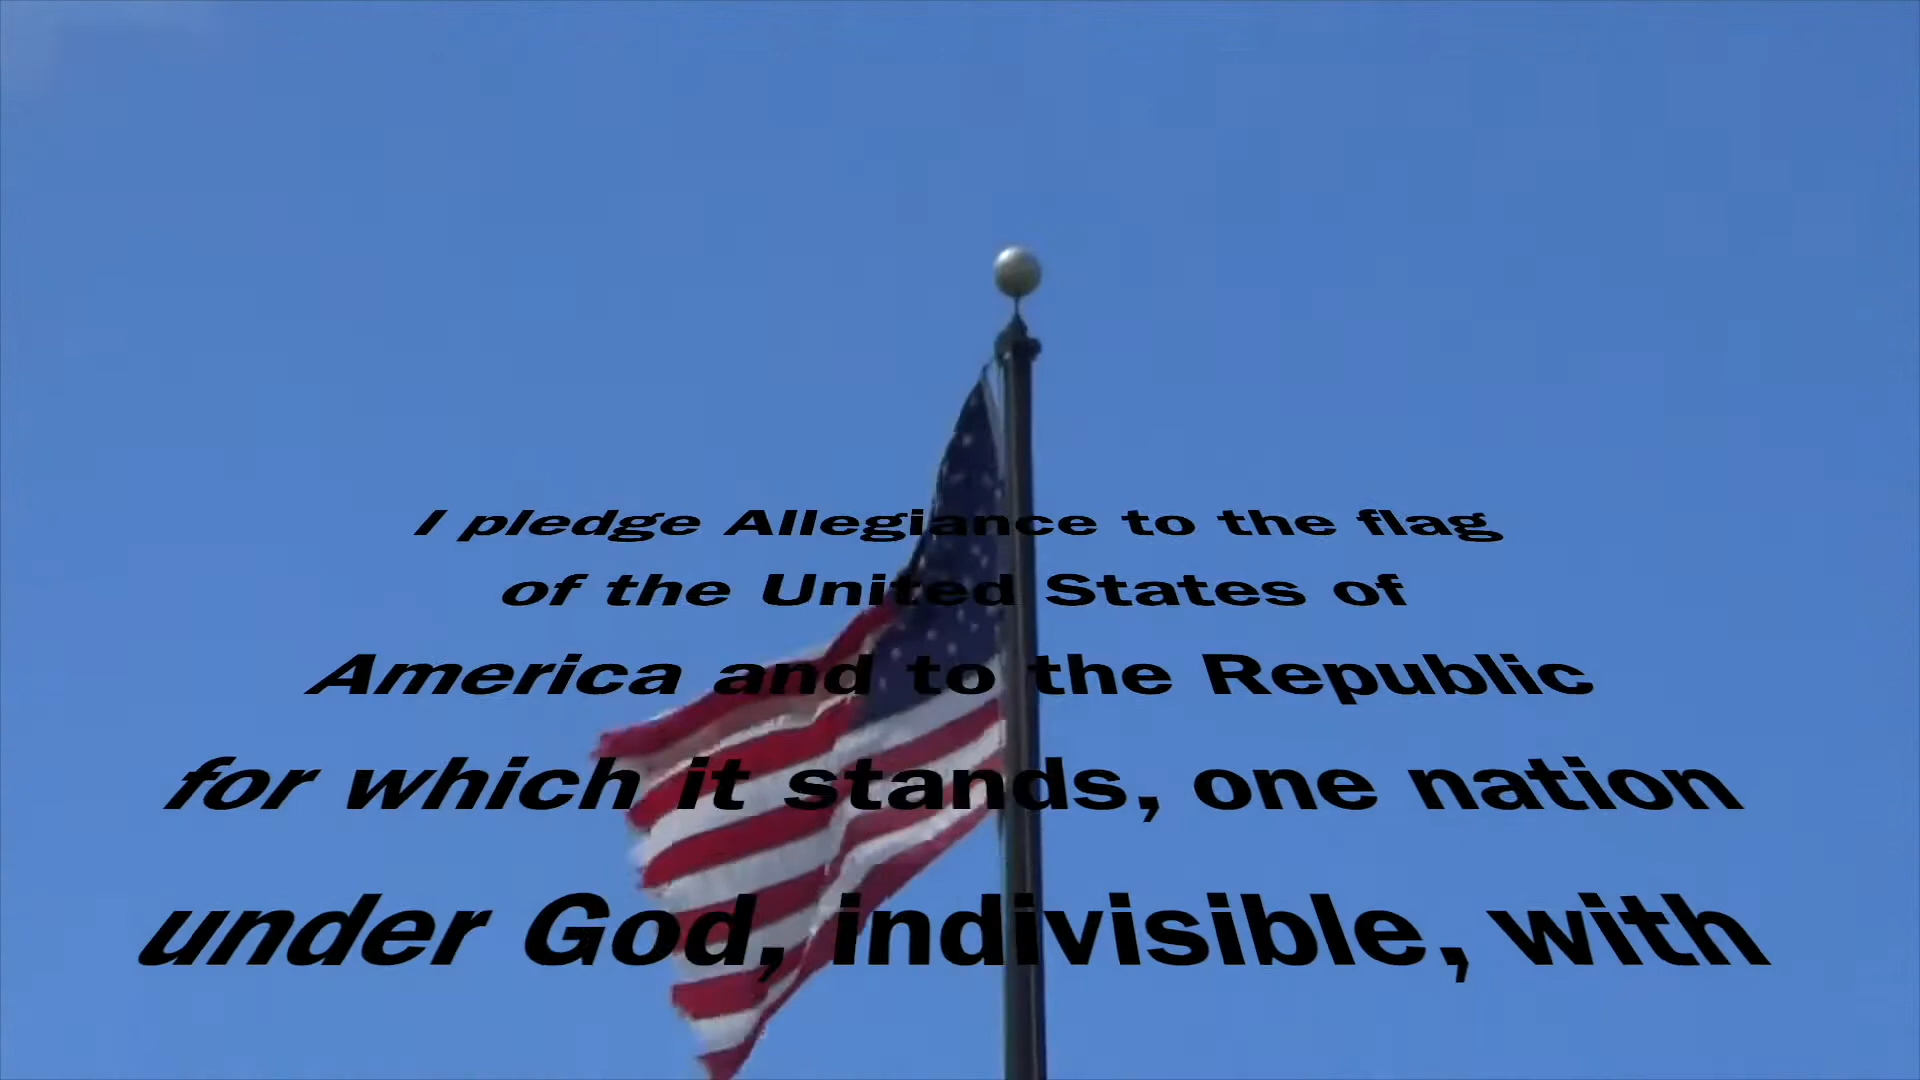 I pledge Allegiance to the flag
of the United States of
America and to the Republic
for which it stands, one nation
under God, indivisible, with